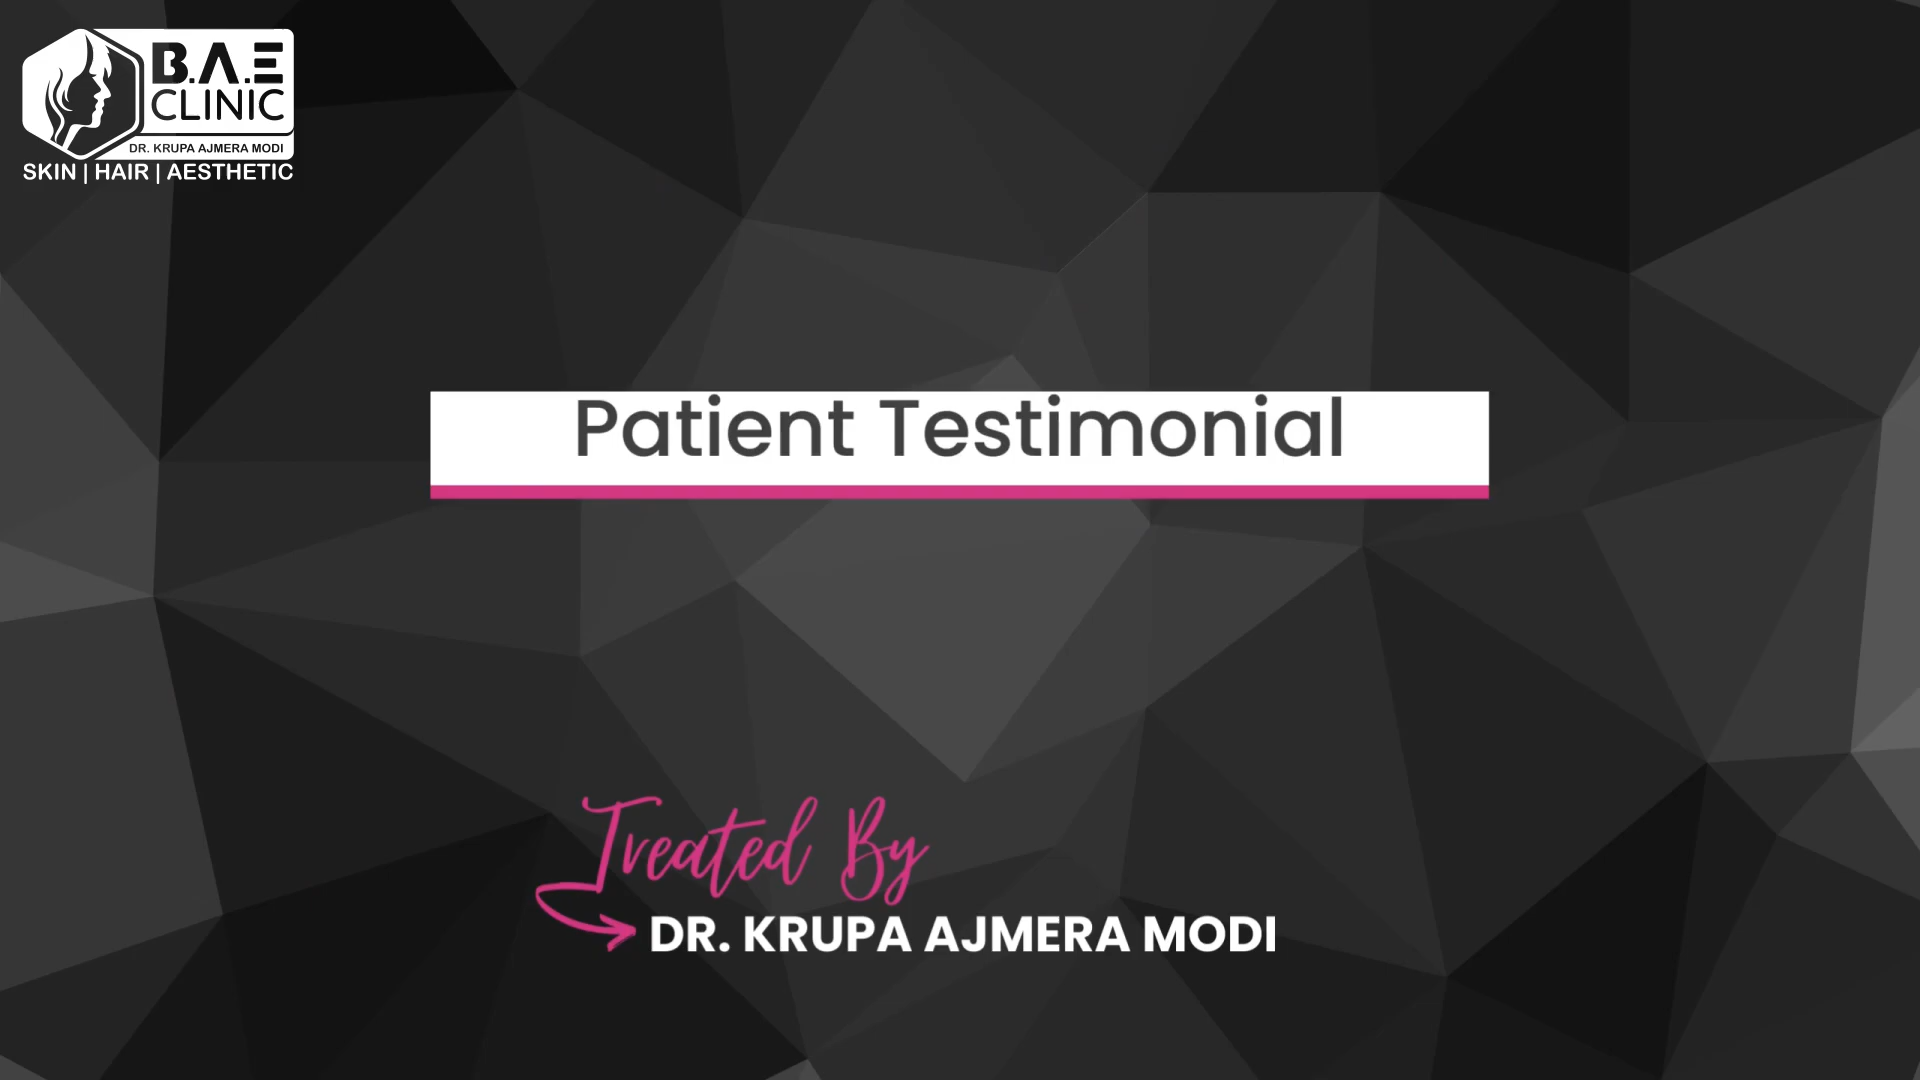 B.A.E
CLINIC
DR. KRUPA AJMERA MODI
SKIN | HAIR | AESTHETIC
Patient Testimonial
Treated By
DR. KRUPA AJMERA MODI